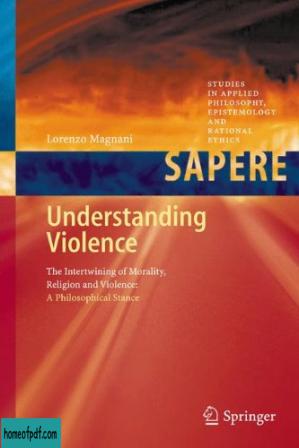 STUDIES
IN APPLIED
PHILOSOPHY,
EPISTEMOLOGY
AND
RATIONAL
ETHICS
Lorenzo Magnani
SAPERE
Understanding
Violence
The Intertwining of Morality,
Religion and Violence:
A Philosophical Stance
Springer
homeofpdf.com